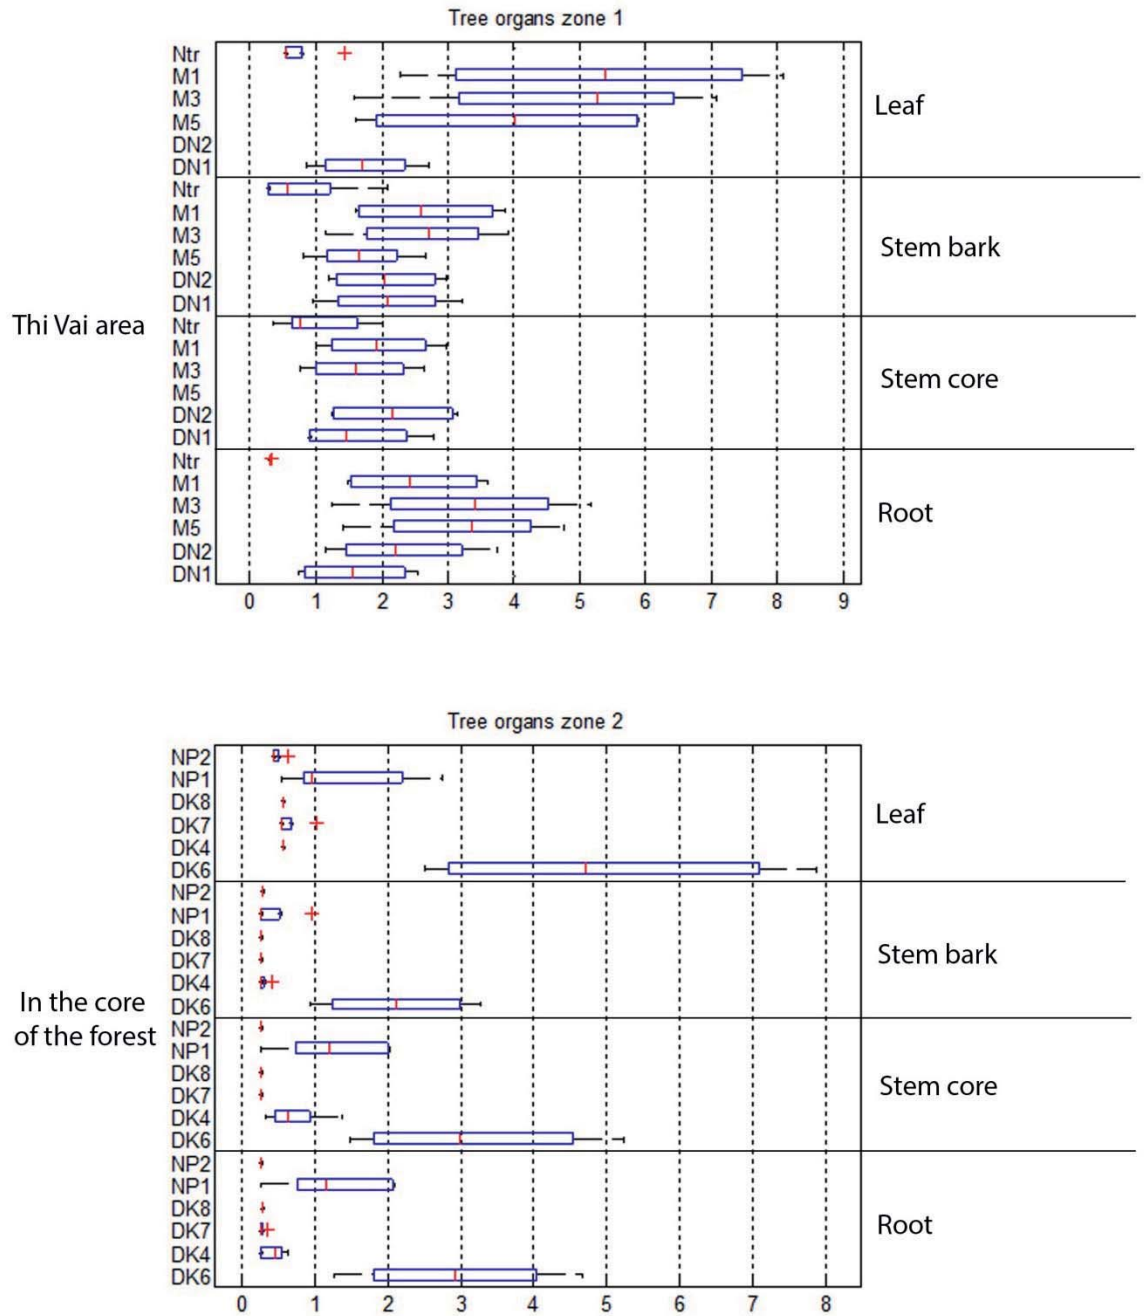 Tree organs zone 1
Ntr
M1
M3
M5
DN2
DN1
Leaf
Ntr
M1
M3
M5
DN2
DN1
Stem bark
Thi Vai area
Ntr
M1
M3
M5
DN2
DN1
Stem core
Ntr
M1
M3
M5
DN2
DN1
Root
0 1 2 3 4 5 6 7 8 9
Tree organs zone 2
NP2
NP1
DK8
DK7
DK4
DK6
Leaf
NP2
NP1
DK8
DK7
DK4
DK6
Stem bark
In the core
of the forest
NP2
NP1
DK8
DK7
DK4
DK6
Stem core
NP2
NP1
DK8
DK7
DK4
DK6
Root
0 1 2 3 4 5 6 7 8